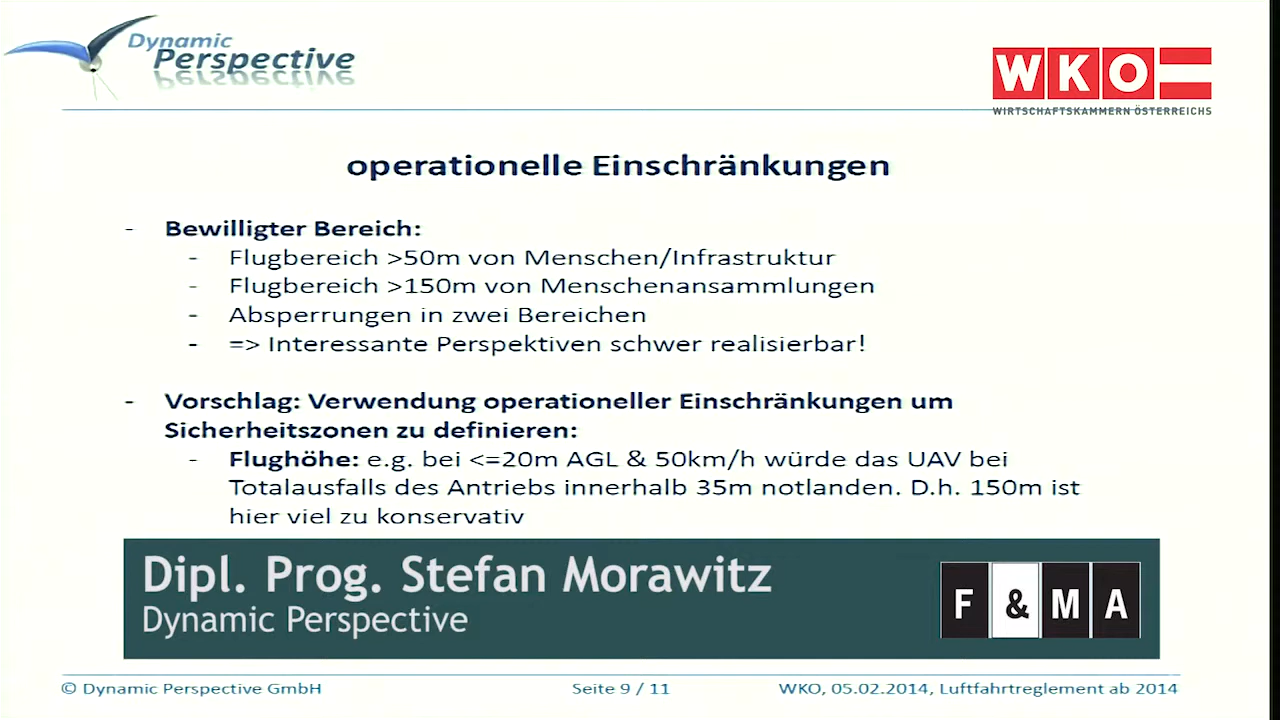 Dynamic
Perspective
WKO
WIRTSCHAFTSKAMMERN ÖSTERREICHS
operationelle Einschränkungen
- Bewilligter Bereich:
- Flugbereich >50m von Menschen/Infrastruktur
- Flugbereich >150m von Menschenansammlungen
- Absperrungen in zwei Bereichen
- => Interessante Perspektiven schwer realisierbar!
- Vorschlag: Verwendung operationeller Einschränkungen um
Sicherheitszonen zu definieren:
- Flughöhe: e.g. bei <=20m AGL & 50km/h würde das UAV bei
Totalausfalls des Antriebs innerhalb 35m notlanden. D.h. 150m ist
hier viel zu konservativ
Dipl. Prog. Stefan Morawitz
Dynamic Perspective
F & M A
© Dynamic Perspective GmbH
Seite 9 / 11
WKO, 05.02.2014, Luftfahrtreglement ab 2014